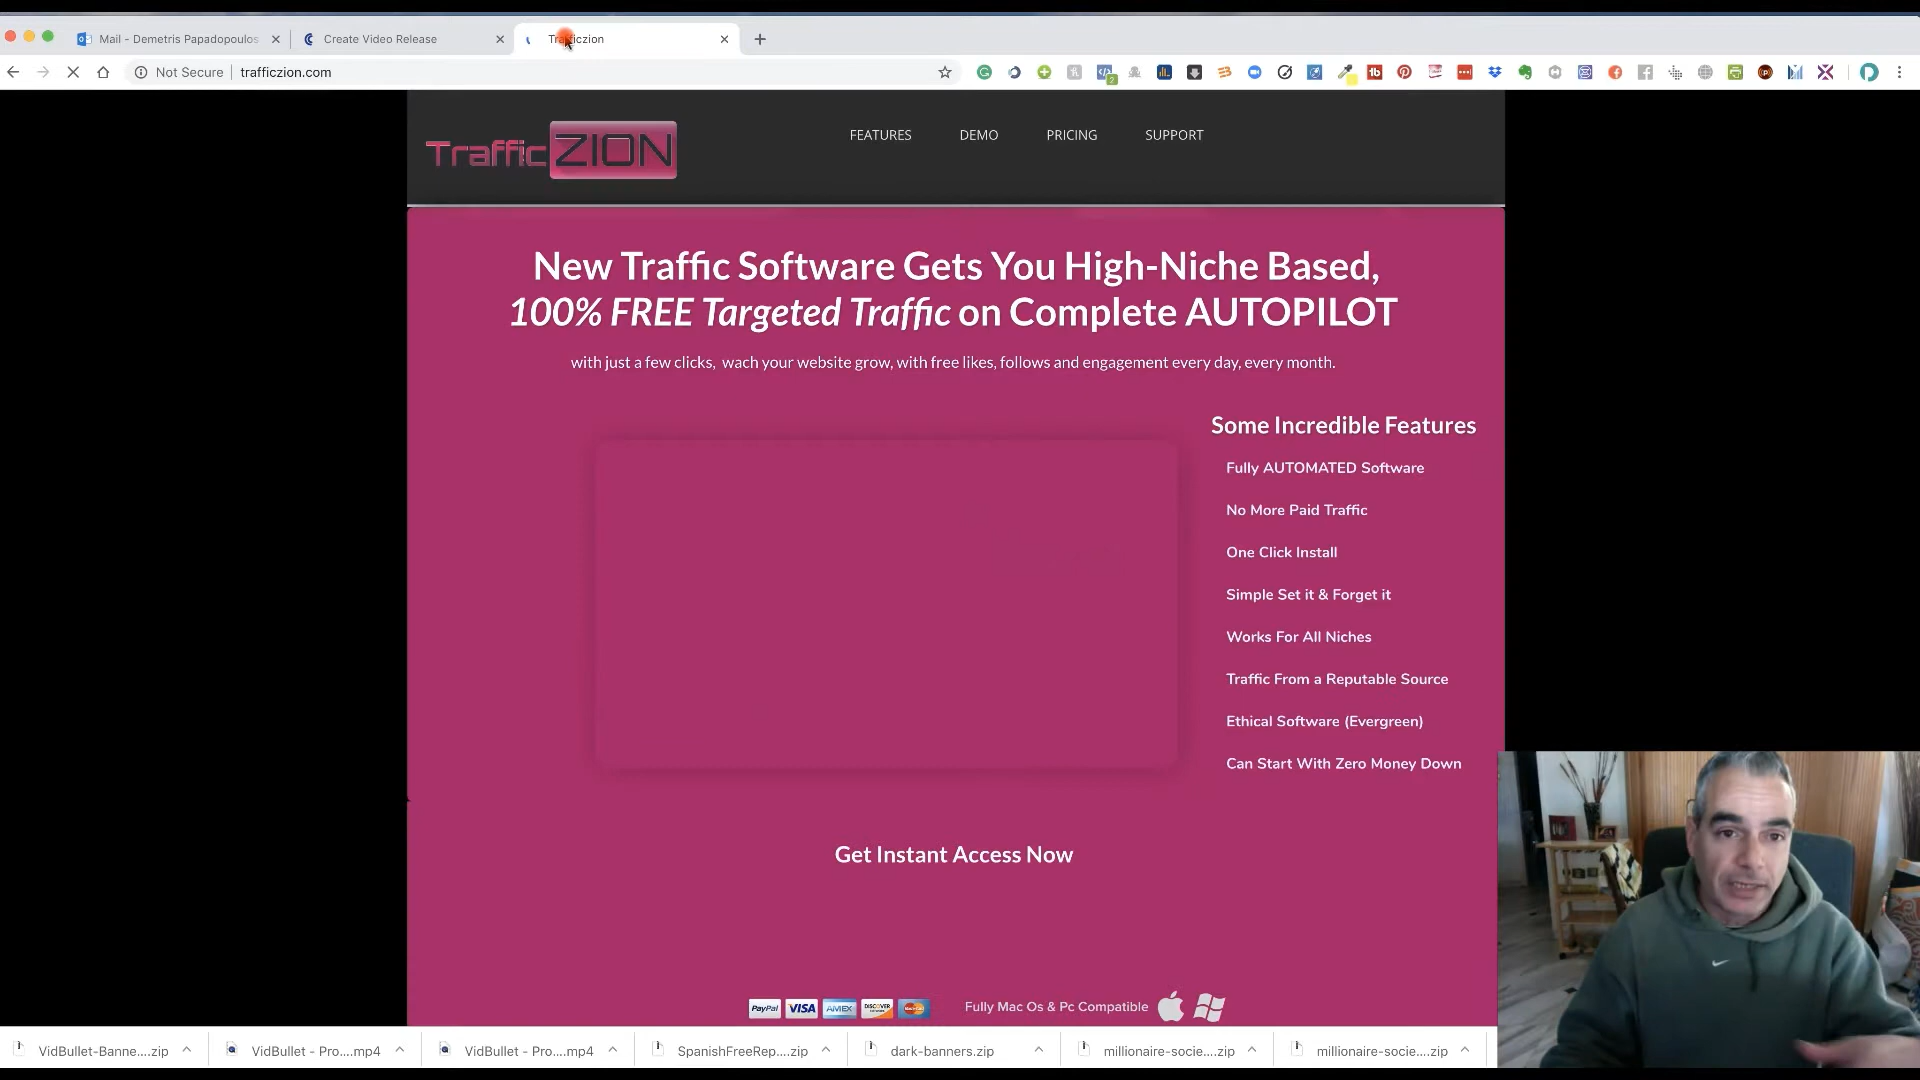 Mail - Demetris Papadopoulos
Create Video Release
Trafficzion
Not Secure
trafficzion.com
2
Traffic ZION
FEATURES
DEMO
PRICING
SUPPORT
New Traffic Software Gets You High-Niche Based,
100% FREE Targeted Traffic on Complete AUTOPILOT
with just a few clicks, wach your website grow, with free likes, follows and engagement every day, every month.
Some Incredible Features
Fully AUTOMATED Software
No More Paid Traffic
One Click Install
Simple Set it & Forget it
Works For All Niches
Traffic From a Reputable Source
Ethical Software (Evergreen)
Can Start With Zero Money Down
Get Instant Access Now
PayPal VISA AMEX DISCOVER
Fully Mac Os & Pc Compatible
VidBullet-Banne....zip
VidBullet - Pro....mp4
VidBullet - Pro....mp4
SpanishFreeRep....zip
dark-banners.zip
millionaire-socie....zip
millionaire-socie....zip